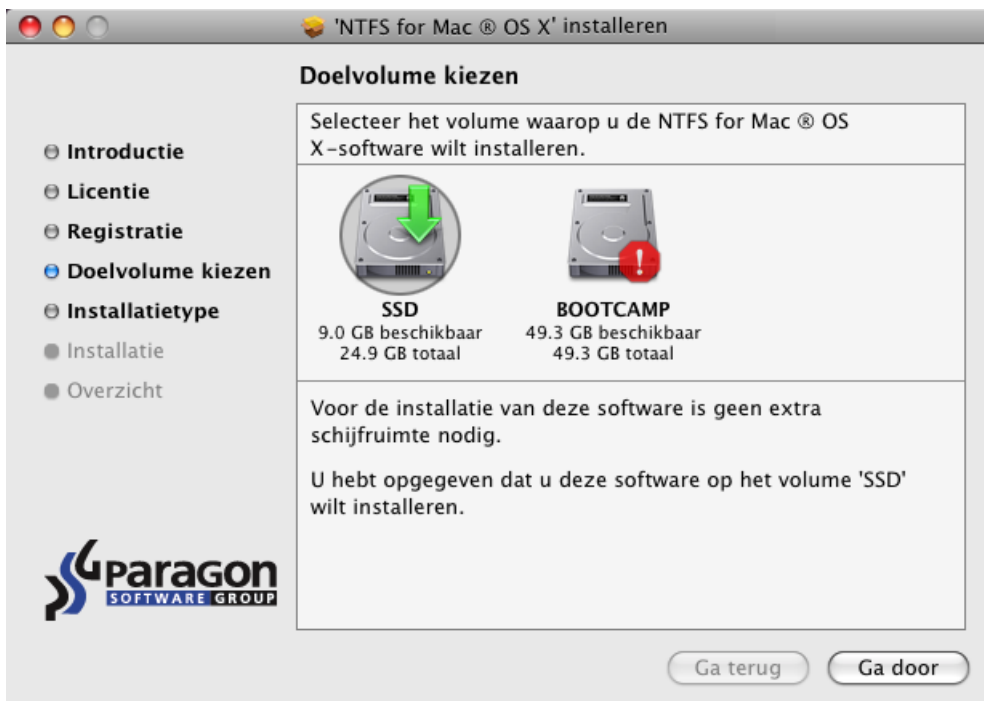 'NTFS for Mac ® OS X' installeren
Doelvolume kiezen
Introductie
Licentie
Registratie
Doelvolume kiezen
Installatietype
Installatie
Overzicht
Selecteer het volume waarop u de NTFS for Mac ® OS
X-software wilt installeren.
SSD
9.0 GB beschikbaar
24.9 GB totaal
BOOTCAMP
49.3 GB beschikbaar
49.3 GB totaal
Voor de installatie van deze software is geen extra
schijfruimte nodig.
U hebt opgegeven dat u deze software op het volume 'SSD'
wilt installeren.
Paragon
SOFTWARE GROUP
Ga terug
Ga door